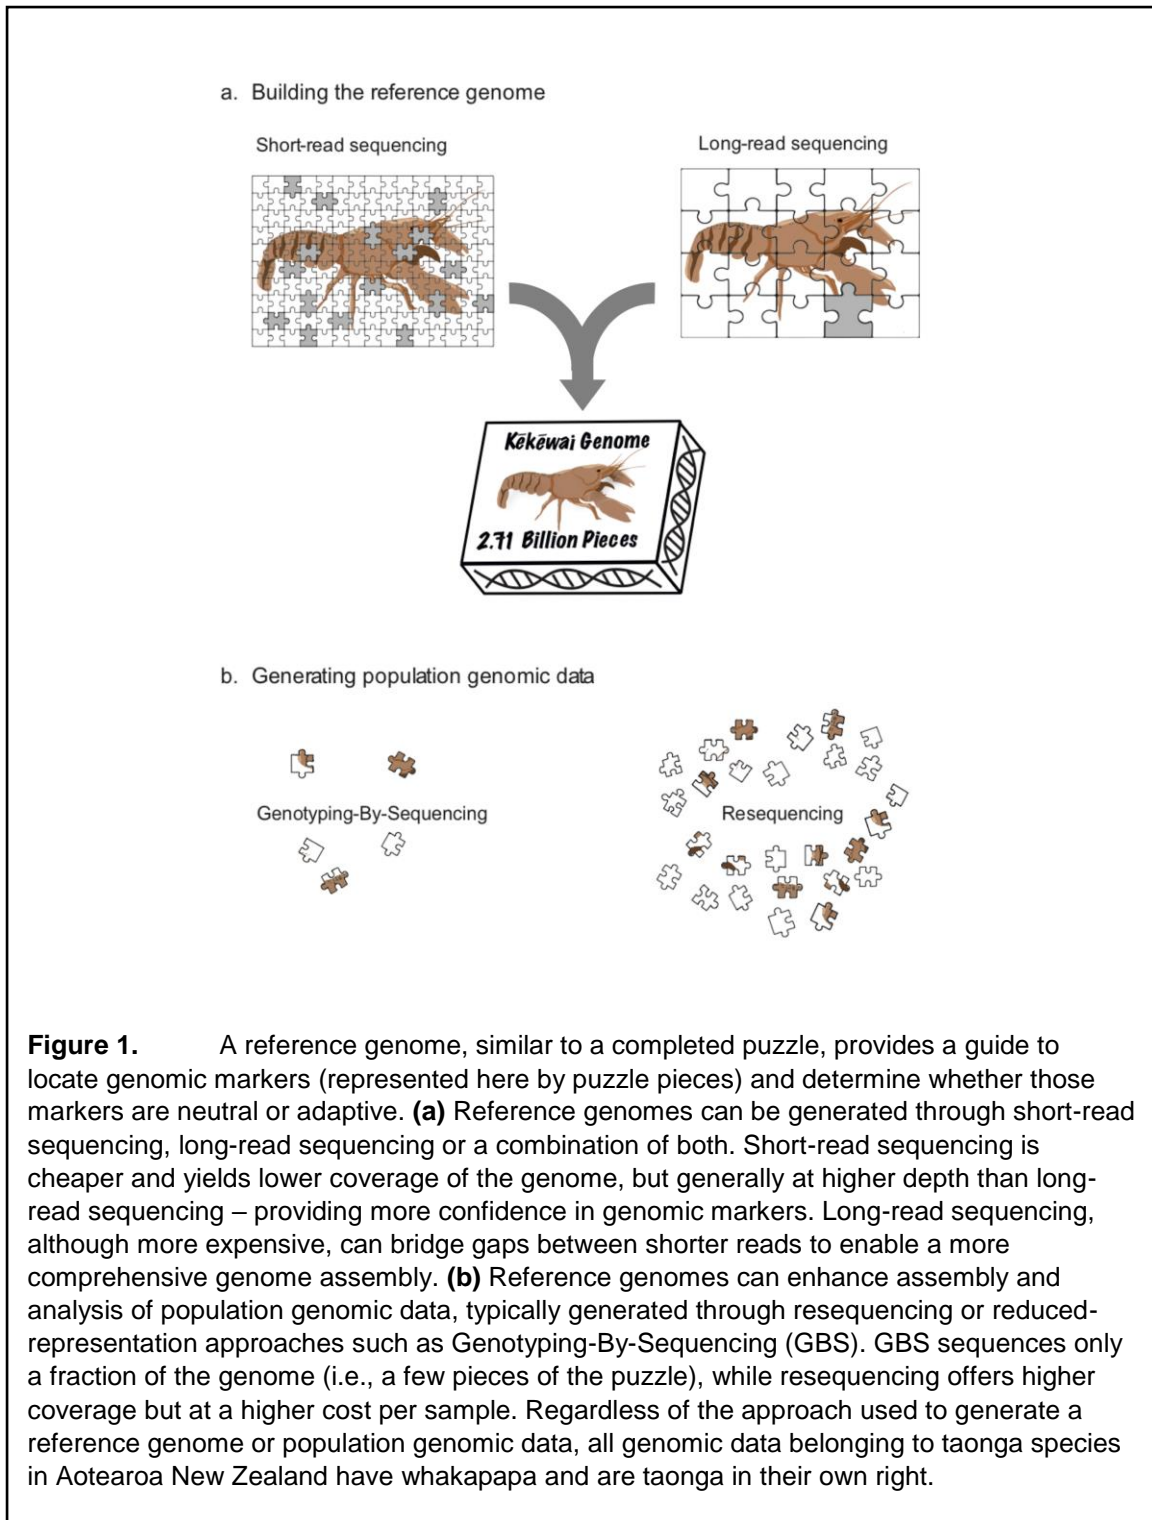 a. Building the reference genome
Short-read sequencing
Long-read sequencing
Kēkēwai Genome
2.71 Billion Pieces
b. Generating population genomic data
Genotyping-By-Sequencing
Resequencing
Figure 1. A reference genome, similar to a completed puzzle, provides a guide to
locate genomic markers (represented here by puzzle pieces) and determine whether those
markers are neutral or adaptive. (a) Reference genomes can be generated through short-read
sequencing, long-read sequencing or a combination of both. Short-read sequencing is
cheaper and yields lower coverage of the genome, but generally at higher depth than long-
read sequencing – providing more confidence in genomic markers. Long-read sequencing,
although more expensive, can bridge gaps between shorter reads to enable a more
comprehensive genome assembly. (b) Reference genomes can enhance assembly and
analysis of population genomic data, typically generated through resequencing or reduced-
representation approaches such as Genotyping-By-Sequencing (GBS). GBS sequences only
a fraction of the genome (i.e., a few pieces of the puzzle), while resequencing offers higher
coverage but at a higher cost per sample. Regardless of the approach used to generate a
reference genome or population genomic data, all genomic data belonging to taonga species
in Aotearoa New Zealand have whakapapa and are taonga in their own right.